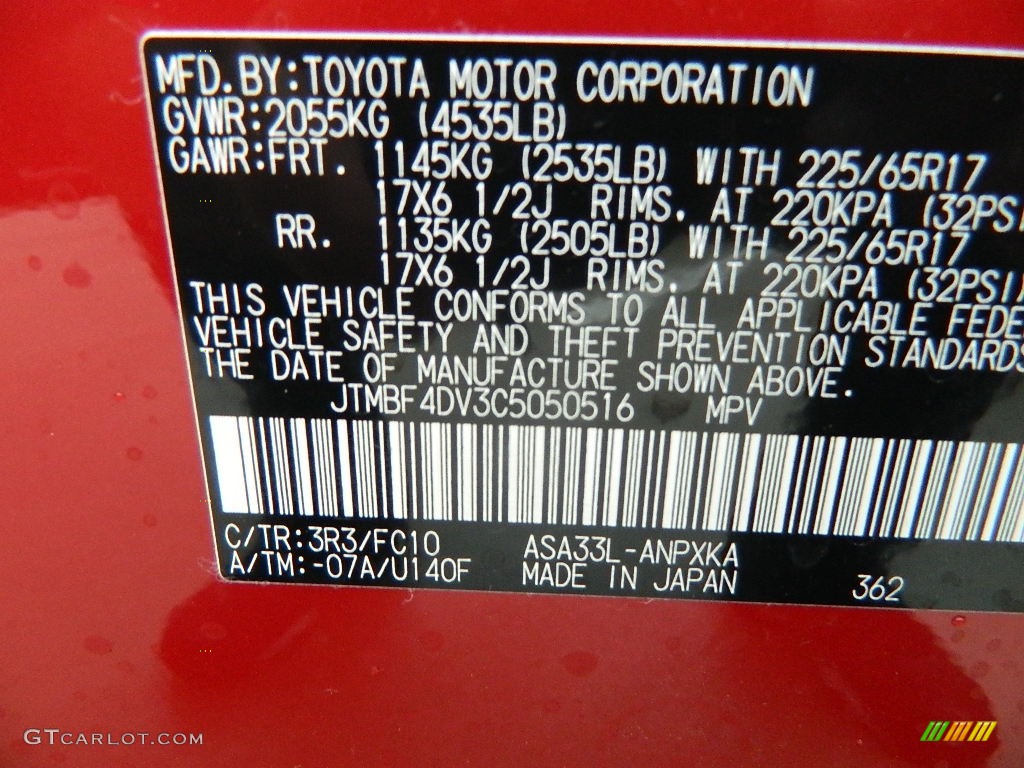 MFD.BY:TOYOTA MOTOR CORPORATION
GVWR:2055KG (4535LB)
GAWR:FRT. 1145KG (2535LB) WITH 225/65R17
17X6 1/2J RIMS. AT 220KPA (32PSI
RR. 1135KG (2505LB) WITH 225/65R17
17X6 1/2J RIMS. AT 220KPA (32PSI)
THIS VEHICLE CONFORMS TO ALL APPLICABLE FEDE
VEHICLE SAFETY AND THEFT PREVENTION STANDARDS
THE DATE OF MANUFACTURE SHOWN ABOVE.
JTMBF4DV3C5050516 MPV
C/TR:3R3/FC10 ASA33L-ANPXKA
A/TM:-07A/U140F MADE IN JAPAN 362
GTCARLOT.COM